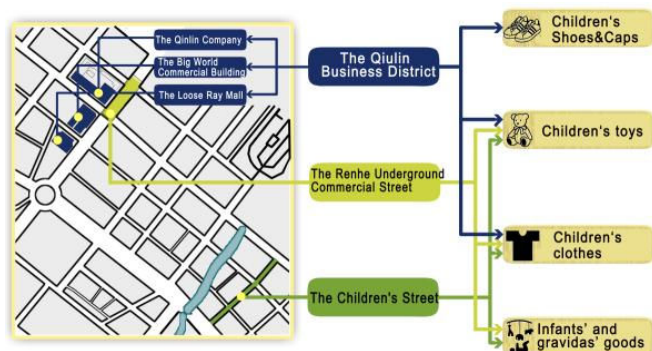 The Qinlin Company
The Big World
Commercial Building
The Loose Ray Mall
The Qiulin
Business District
The Renhe Underground
Commercial Street
The Children's Street
Children's
Shoes&Caps
Children's toys
Children's
clothes
Infants' and
gravidas' goods